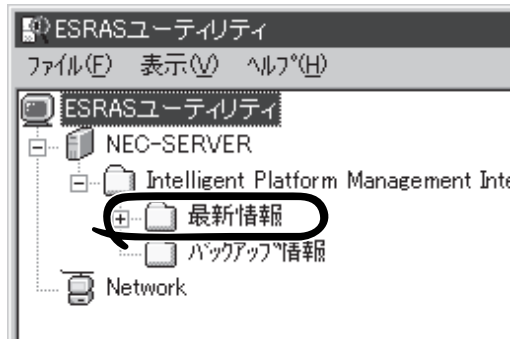 ESRASユーティリティ
ファイル(F) 表示(V) ヘルプ(H)
ESRASユーティリティ
NEC-SERVER
Intelligent Platform Management Inte
最新情報
バックアップ情報
Network